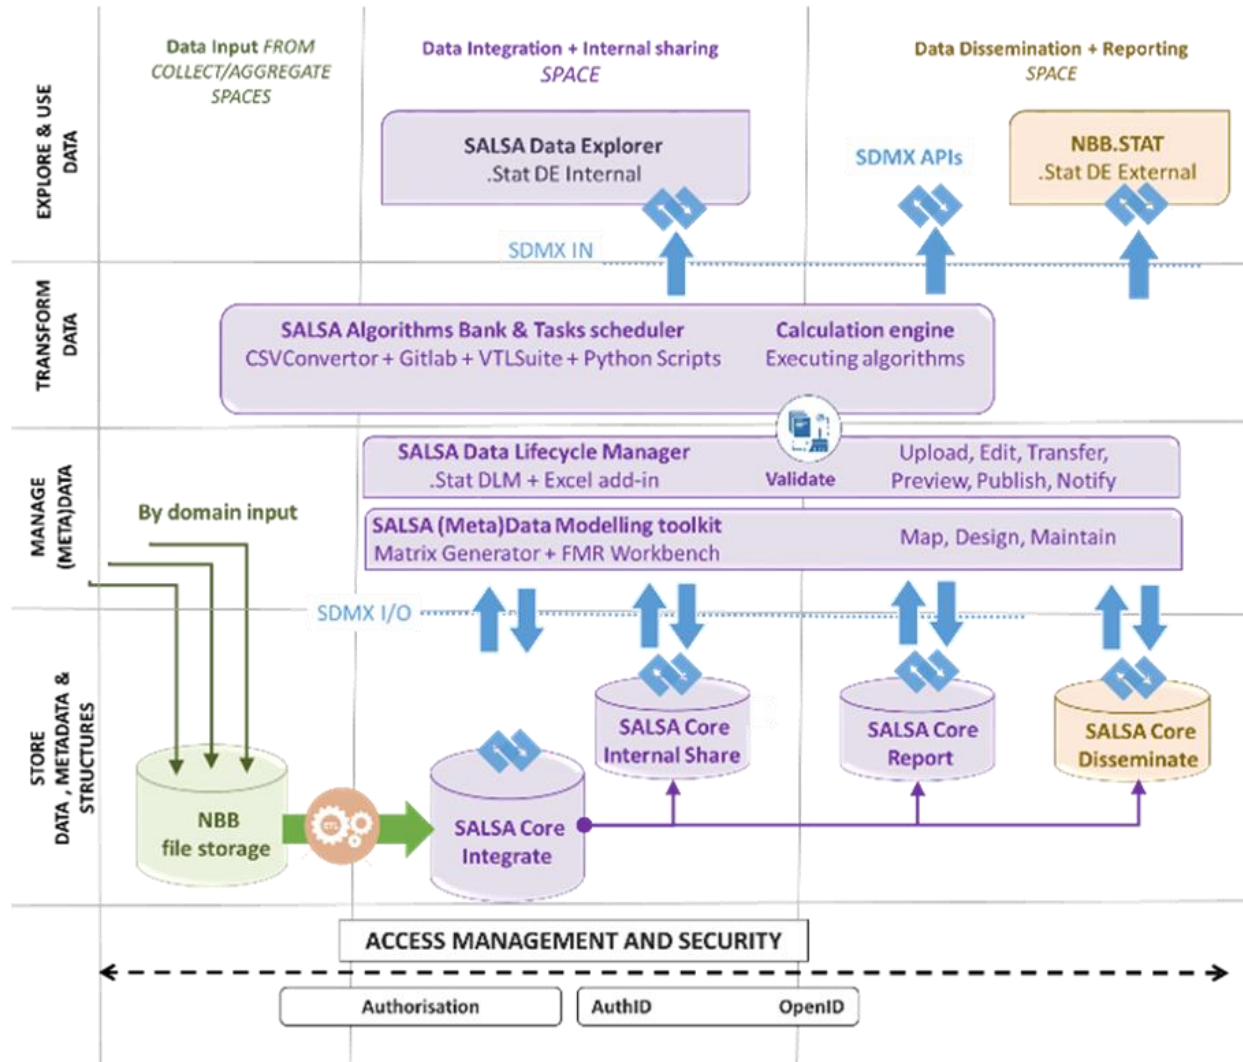 Data Input FROM
COLLECT/AGGREGATE
SPACES
Data Integration + Internal sharing
SPACE
Data Dissemination + Reporting
SPACE
EXPLORE & USE
DATA
SALSA Data Explorer
.Stat DE Internal
SDMX APIs
NBB.STAT
.Stat DE External
SDMX IN
TRANSFORM
DATA
SALSA Algorithms Bank & Tasks scheduler
CSVConvertor + Gitlab + VTLSuite + Python Scripts
Calculation engine
Executing algorithms
MANAGE
(META)DATA
SALSA Data Lifecycle Manager
.Stat DLM + Excel add-in
Validate
Upload, Edit, Transfer,
Preview, Publish, Notify
By domain input
SALSA (Meta)Data Modelling toolkit
Matrix Generator + FMR Workbench
Map, Design, Maintain
SDMX I/O
STORE
DATA , METADATA &
STRUCTURES
NBB
file storage
ETL
SALSA Core
Integrate
SALSA Core
Internal Share
SALSA Core
Report
SALSA Core
Disseminate
ACCESS MANAGEMENT AND SECURITY
Authorisation
AuthID
OpenID